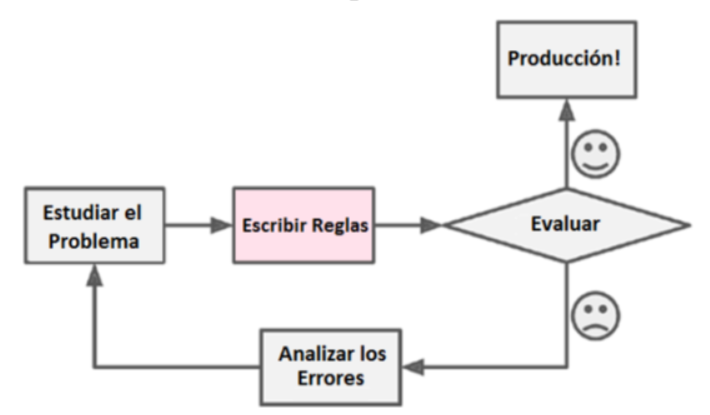 Producción!
Estudiar el
Problema
Escribir Reglas
Evaluar
Analizar los
Errores